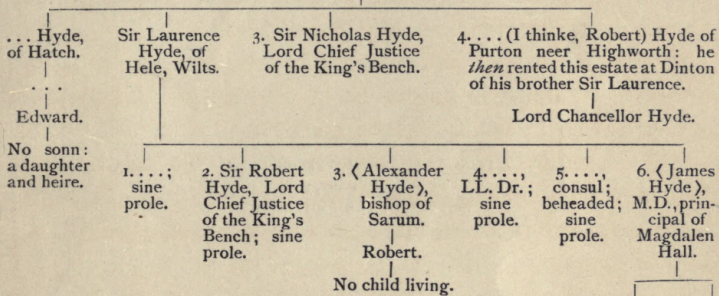 . . . Hyde,
of Hatch.
. . .
Edward.
No sonn:
a daughter
and heire.
Sir Laurence
Hyde, of
Hele, Wilts.
3. Sir Nicholas Hyde,
Lord Chief Justice
of the King's Bench.
4. . . . (I thinke, Robert) Hyde of
Purton neer Highworth: he
then rented this estate at Dinton
of his brother Sir Laurence.
Lord Chancellor Hyde.
1. . . .;
sine
prole.
2. Sir Robert
Hyde, Lord
Chief Justice
of the King's
Bench; sine
prole.
3. ⟨Alexander
Hyde⟩,
bishop of
Sarum.
Robert.
No child living.
4. . . .,
LL. Dr.;
sine
prole.
5. . . .,
consul;
beheaded;
sine
prole.
6. ⟨James
Hyde⟩,
M.D., prin-
cipal of
Magdalen
Hall.